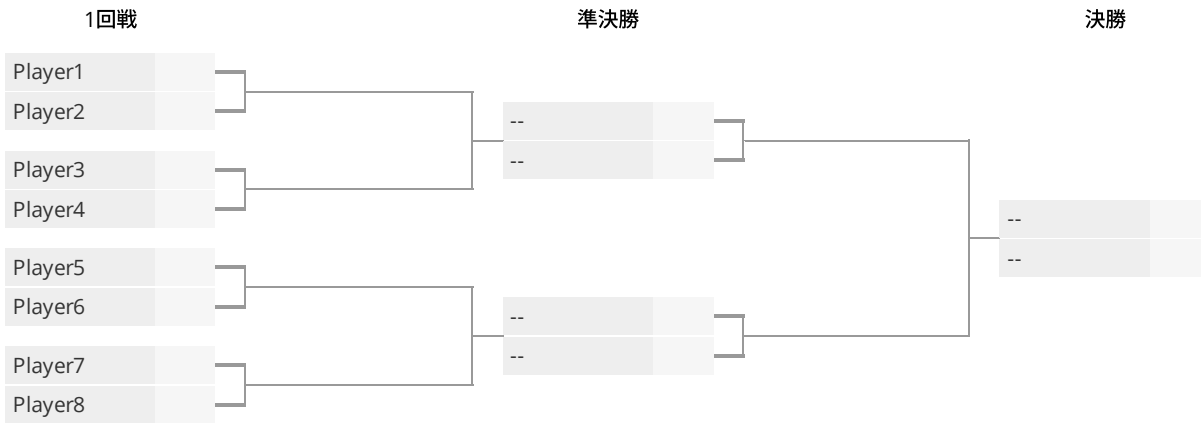 1回戦
準決勝
決勝
Player1
Player2
Player3
Player4
Player5
Player6
Player7
Player8
--
--
--
--
--
--